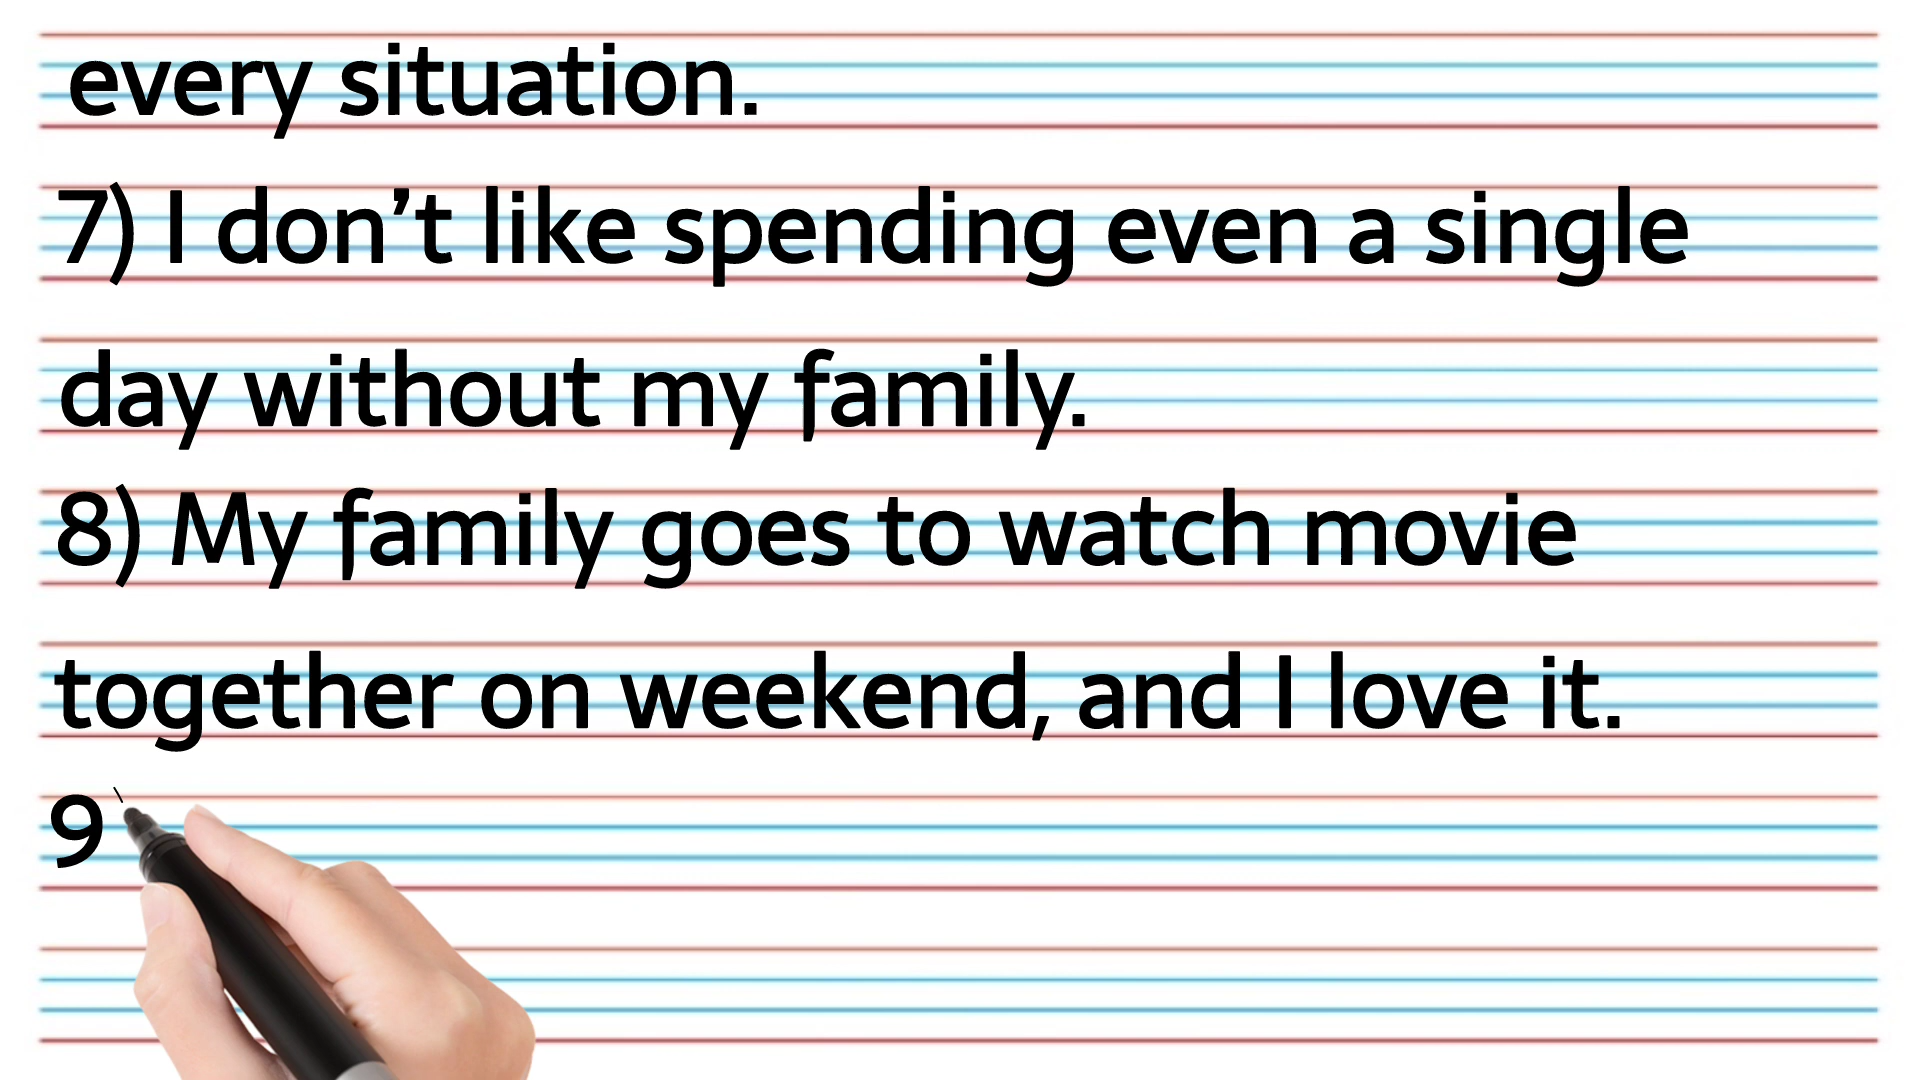 every situation.
7) I don’t like spending even a single
day without my family.
8) My family goes to watch movie
together on weekend, and I love it.
9